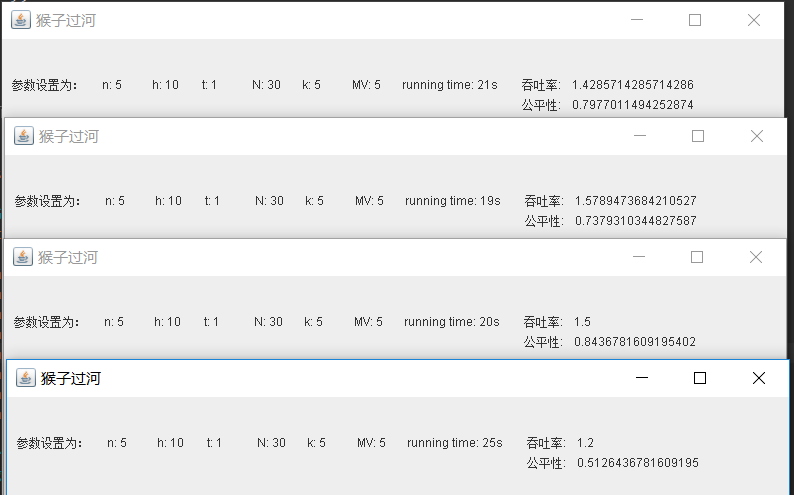 猴子过河
参数设置为: n: 5 h: 10 t: 1 N: 30 k: 5 MV: 5 running time: 21s 吞吐率: 1.4285714285714286
公平性: 0.7977011494252874
猴子过河
参数设置为: n: 5 h: 10 t: 1 N: 30 k: 5 MV: 5 running time: 19s 吞吐率: 1.5789473684210527
公平性: 0.7379310344827587
猴子过河
参数设置为: n: 5 h: 10 t: 1 N: 30 k: 5 MV: 5 running time: 20s 吞吐率: 1.5
公平性: 0.8436781609195402
猴子过河
参数设置为: n: 5 h: 10 t: 1 N: 30 k: 5 MV: 5 running time: 25s 吞吐率: 1.2
公平性: 0.5126436781609195